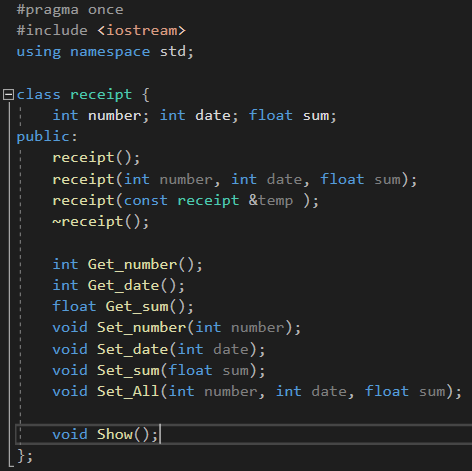 #pragma once
#include <iostream>
using namespace std;
class receipt {
int number; int date; float sum;
public:
receipt();
receipt(int number, int date, float sum);
receipt(const receipt &temp );
~receipt();
int Get_number();
int Get_date();
float Get_sum();
void Set_number(int number);
void Set_date(int date);
void Set_sum(float sum);
void Set_All(int number, int date, float sum);
void Show();
};